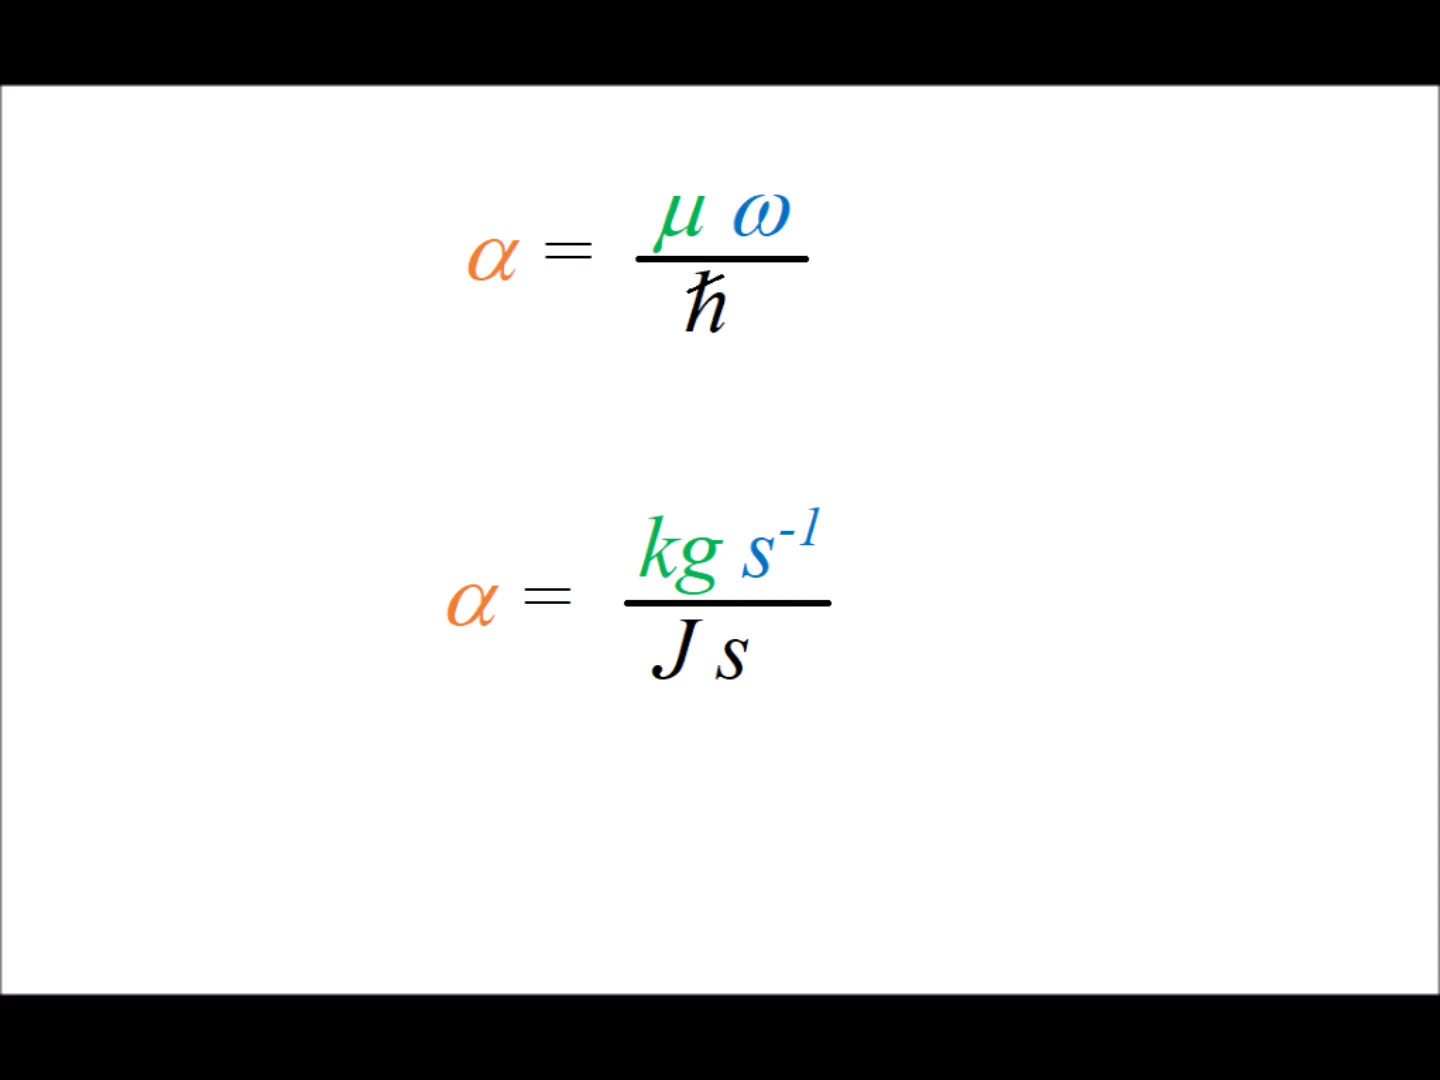 α = μ ω / ħ
α = kg s⁻¹ / J s